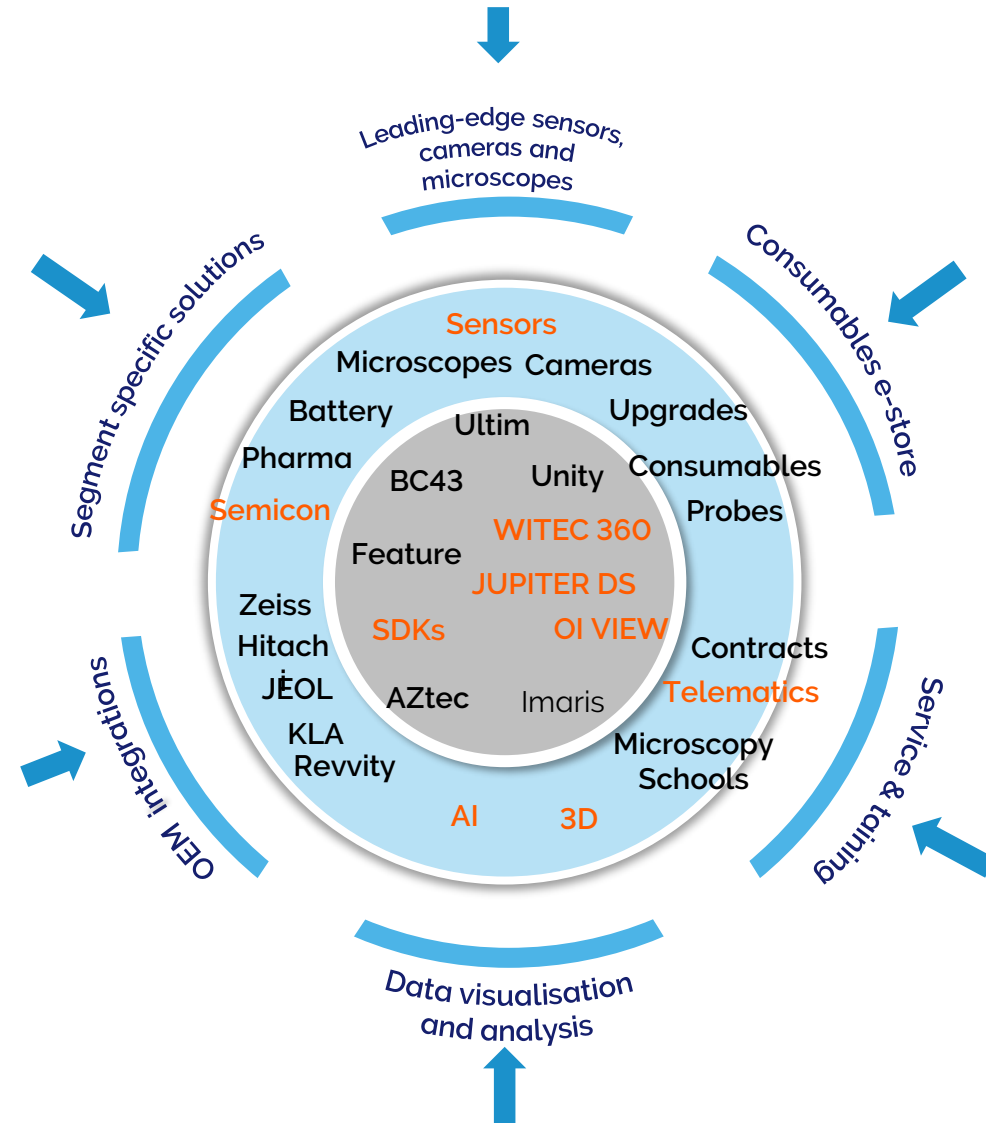 Leading-edge sensors,
cameras and
microscopes
Segment specific solutions
Consumables e-store
Sensors
Microscopes Cameras
Battery
Upgrades
Ultim
Pharma
BC43
Unity
Consumables
Semicon
Probes
WITEC 360
Feature
JUPITER DS
Zeiss
SDKs
OI VIEW
Hitach
i
Contracts
JEOL
AZtec
Imaris
Telematics
KLA
Revvity
Microscopy
Schools
AI
3D
OEM integrations
Service & taining
Data visualisation
and analysis